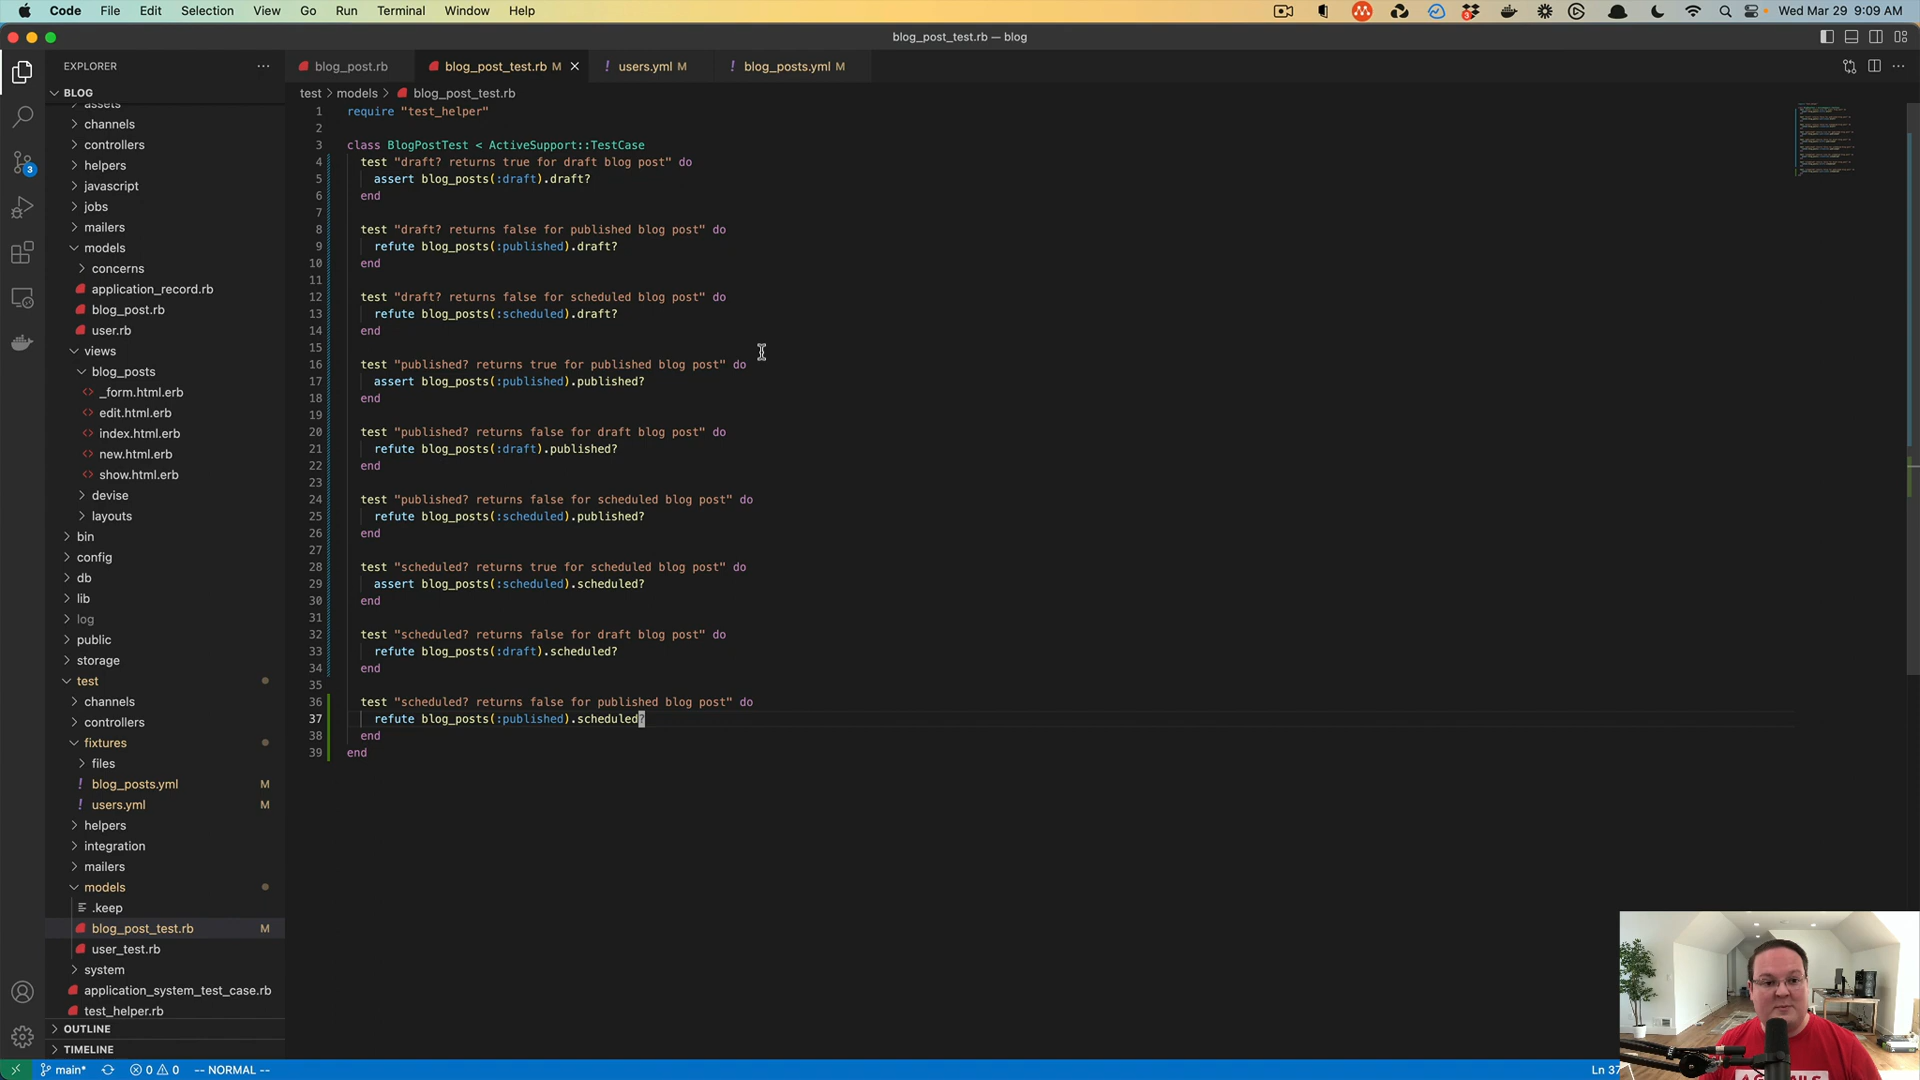 Code File Edit Selection View Go Run Terminal Window Help
3
Wed Mar 29 9:09 AM
blog_post_test.rb — blog
EXPLORER
BLOG
assets
channels
controllers
helpers
javascript
jobs
mailers
models
concerns
application_record.rb
blog_post.rb
user.rb
views
blog_posts
_form.html.erb
edit.html.erb
index.html.erb
new.html.erb
show.html.erb
devise
layouts
bin
config
db
lib
log
public
storage
test
channels
controllers
fixtures
files
blog_posts.yml M
users.yml M
helpers
integration
mailers
models
.keep
blog_post_test.rb M
user_test.rb
system
application_system_test_case.rb
test_helper.rb
OUTLINE
TIMELINE
3
blog_post.rb
blog_post_test.rb M
users.yml M
blog_posts.yml M
test > models > blog_post_test.rb
1 require "test_helper"
2
3 class BlogPostTest < ActiveSupport::TestCase
4 test "draft? returns true for draft blog post" do
5 assert blog_posts(:draft).draft?
6 end
7
8 test "draft? returns false for published blog post" do
9 refute blog_posts(:published).draft?
10 end
11
12 test "draft? returns false for scheduled blog post" do
13 refute blog_posts(:scheduled).draft?
14 end
15
16 test "published? returns true for published blog post" do
17 assert blog_posts(:published).published?
18 end
19
20 test "published? returns false for draft blog post" do
21 refute blog_posts(:draft).published?
22 end
23
24 test "published? returns false for scheduled blog post" do
25 refute blog_posts(:scheduled).published?
26 end
27
28 test "scheduled? returns true for scheduled blog post" do
29 assert blog_posts(:scheduled).scheduled?
30 end
31
32 test "scheduled? returns false for draft blog post" do
33 refute blog_posts(:draft).scheduled?
34 end
35
36 test "scheduled? returns false for published blog post" do
37 refute blog_posts(:published).scheduled?
38 end
39 end
main* 0 0 -- NORMAL -- Ln 37